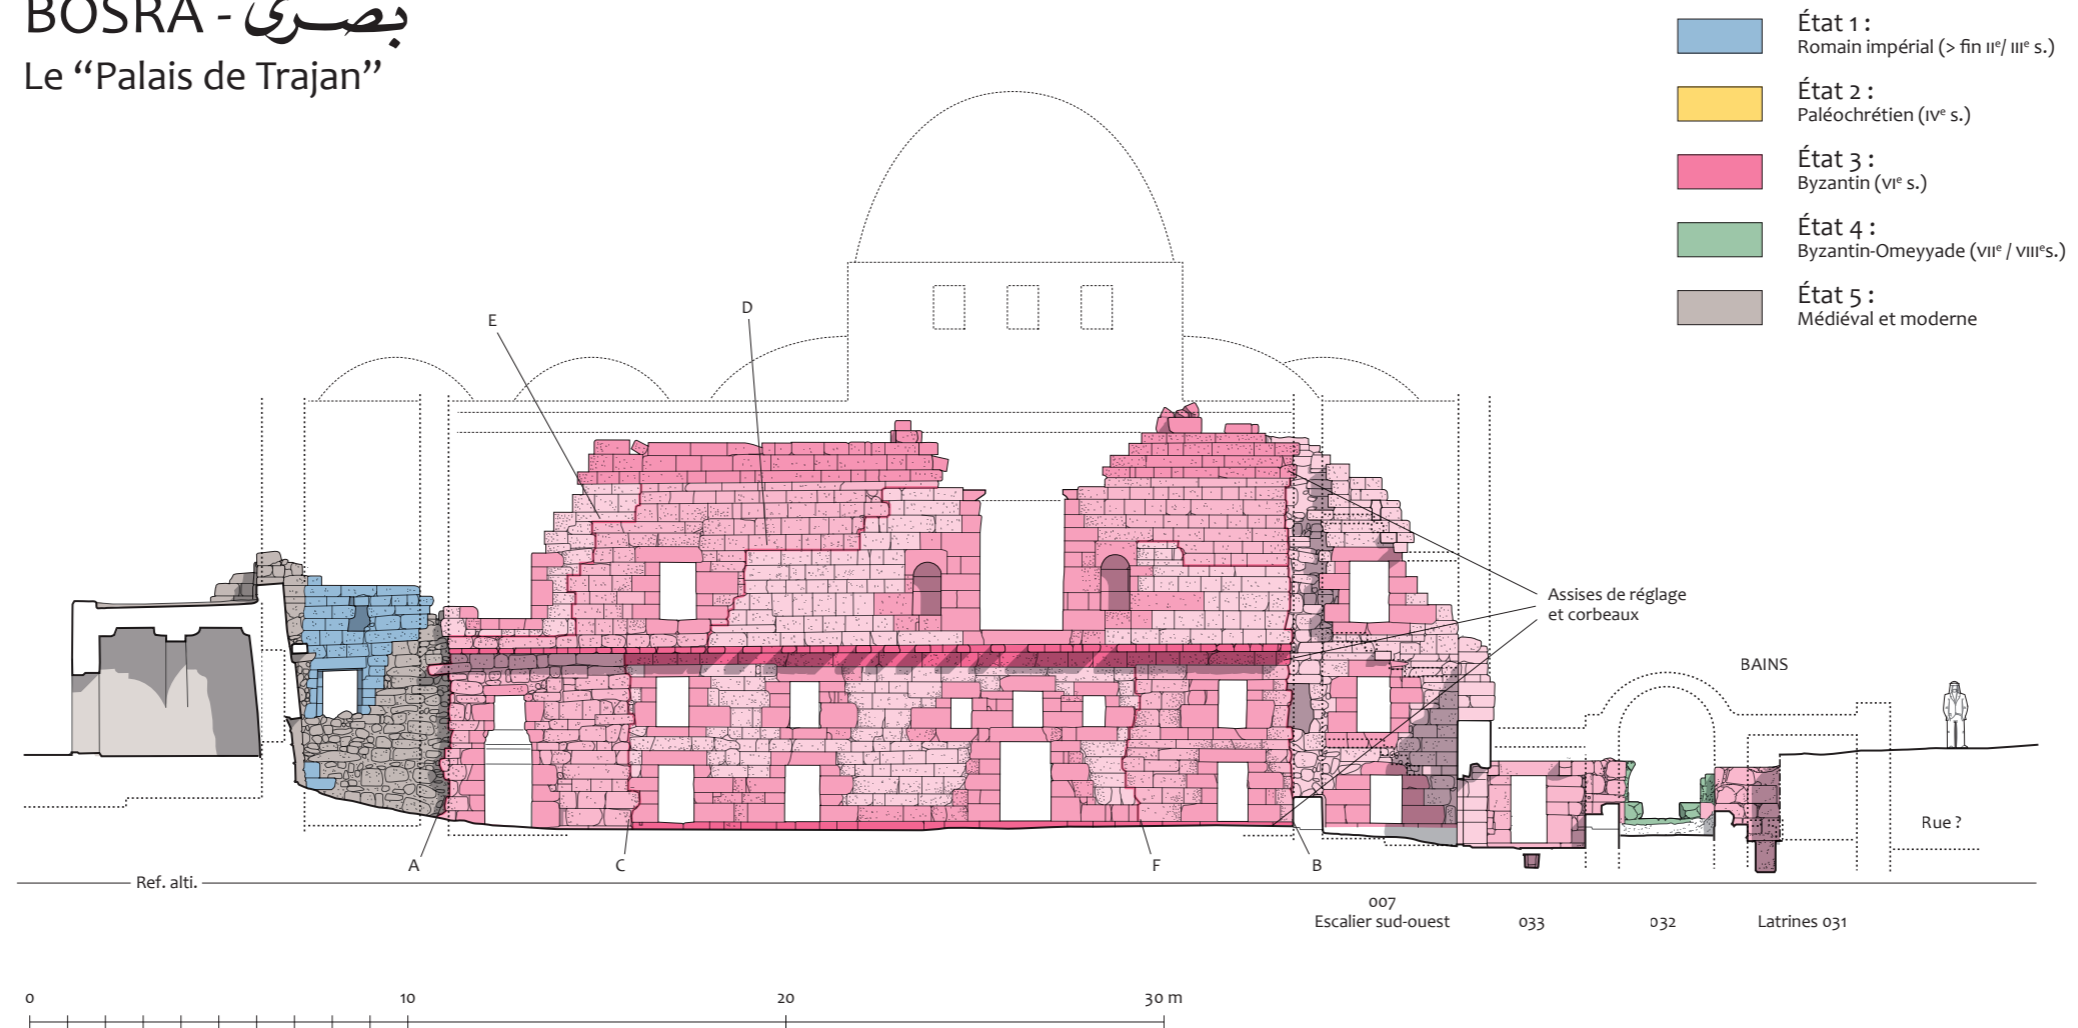 BOSRA - بصرى
Le “Palais de Trajan”
État 1 :
Romain impérial (> fin IIe/ IIIe s.)
État 2 :
Paléochrétien (IVe s.)
État 3 :
Byzantin (VIe s.)
État 4 :
Byzantin-Omeyyade (VIIe / VIIIes.)
État 5 :
Médiéval et moderne
E
D
Assises de réglage
et corbeaux
BAINS
Rue ?
A
C
F
B
Ref. alti.
007
Escalier sud-ouest
033
032
Latrines 031
0
10
20
30 m